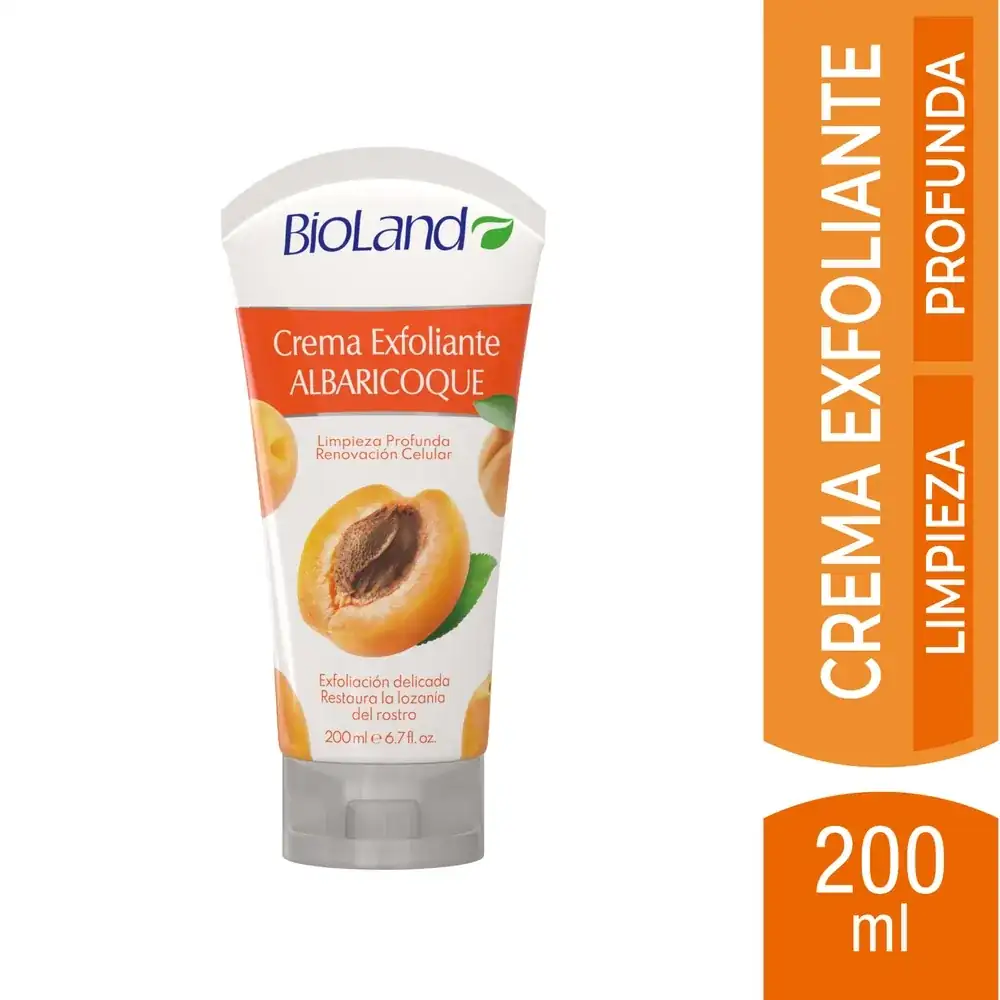 BioLand
Crema Exfoliante
ALBARICOQUE
Limpieza Profunda
Renovación Celular
Exfoliación delicada
Restaura la lozanía
del rostro
200 ml e 6.7 fl. oz.
CREMA EXFOLIANTE
LIMPIEZA PROFUNDA
200
ml